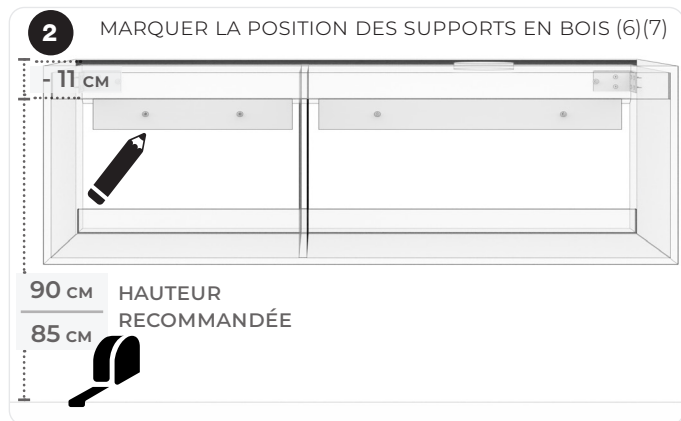 2 MARQUER LA POSITION DES SUPPORTS EN BOIS (6)(7)
- 11 CM
90 CM
85 CM
HAUTEUR
RECOMMANDÉE